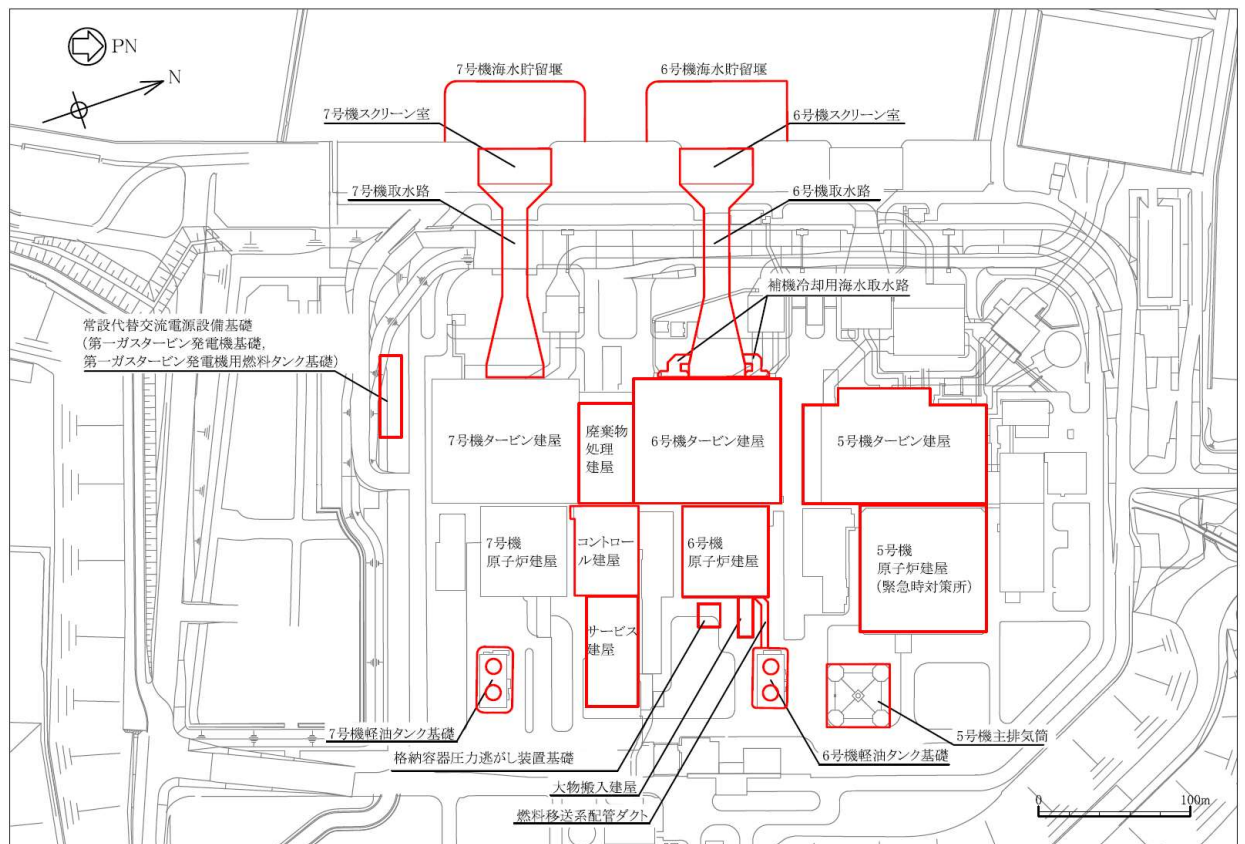 PN
N
7号機海水貯留堰
6号機海水貯留堰
7号機スクリーン室
6号機スクリーン室
7号機取水路
6号機取水路
補機冷却用海水取水路
常設代替交流電源設備基礎
(第一ガスタービン発電機基礎,
第一ガスタービン発電機用燃料タンク基礎)
7号機タービン建屋
廃棄物
処理
建屋
6号機タービン建屋
5号機タービン建屋
7号機
原子炉建屋
コントロー
ル建屋
6号機
原子炉建屋
5号機
原子炉建屋
(緊急時対策所)
サービス
建屋
7号機軽油タンク基礎
格納容器圧力逃がし装置基礎
大物搬入建屋
燃料移送系配管ダクト
6号機軽油タンク基礎
5号機主排気筒
0
100m